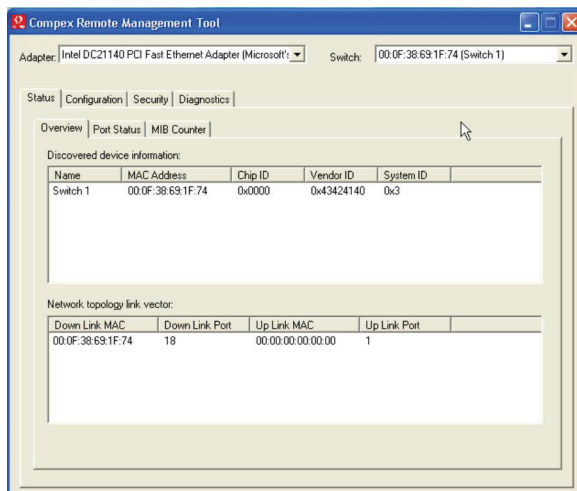 Compex Remote Management Tool
Adapter: Intel DC21140 PCI Fast Ethernet Adapter (Microsoft's Switch: 00:0F:38:69:1F:74 (Switch 1)
Status Configuration Security Diagnostics
Overview Port Status MIB Counter
Discovered device information:
Name MAC Address Chip ID Vendor ID System ID
Switch 1 00:0F:38:69:1F:74 0x0000 0x43424140 0x3
Network topology link vector:
Down Link MAC Down Link Port Up Link MAC Up Link Port
00:0F:38:69:1F:74 18 00:00:00:00:00:00 1